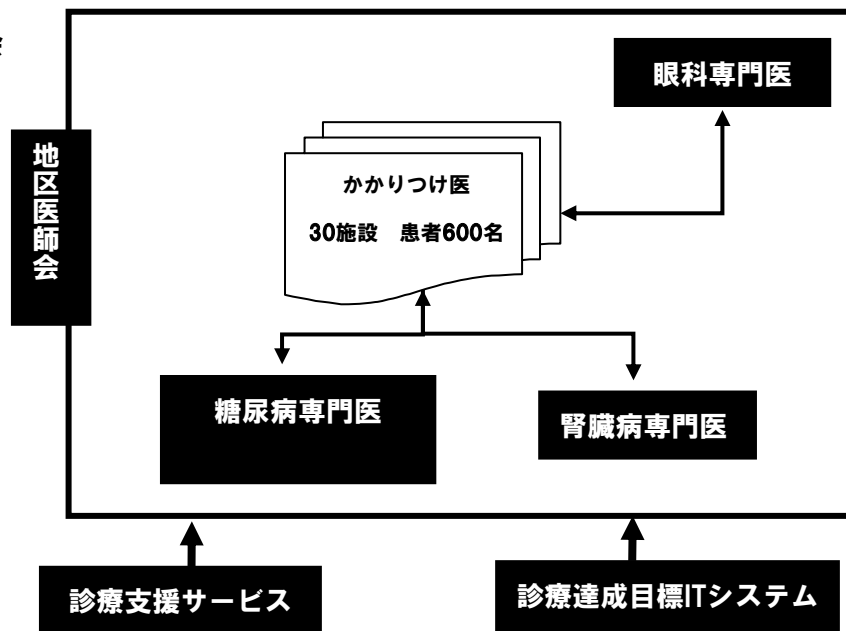 眼科専門医
地区医師会
かかりつけ医
30施設　患者600名
糖尿病専門医
腎臓病専門医
診療支援サービス
診療達成目標ITシステム